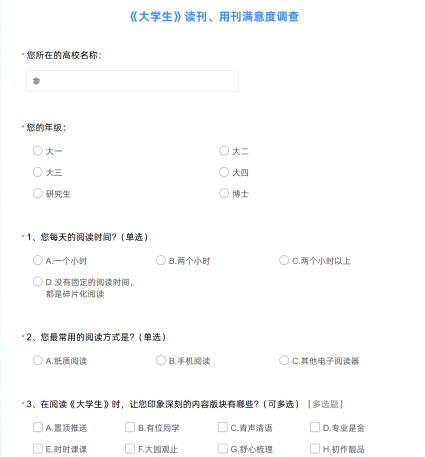 《大学生》读刊、用刊满意度调查
*您所在的高校名称：
*您的年级：
大一 大二
大三 大四
研究生 博士
*1、您每天的阅读时间?（单选）
A.一个小时 B.两个小时 C.两个小时以上
D.没有固定的阅读时间，
都是碎片化阅读
*2、您最常用的阅读方式是?（单选）
A.纸质阅读 B.手机阅读 C.其他电子阅读器
*3、在阅读《大学生》时，让您印象深刻的内容版块有哪些?（可多选）【多选题】
A.置顶推送 B.有位同学 C.青声清语 D.专业是金
E.时时课课 F.大园观止 G.舒心梳理 H.初作靓品